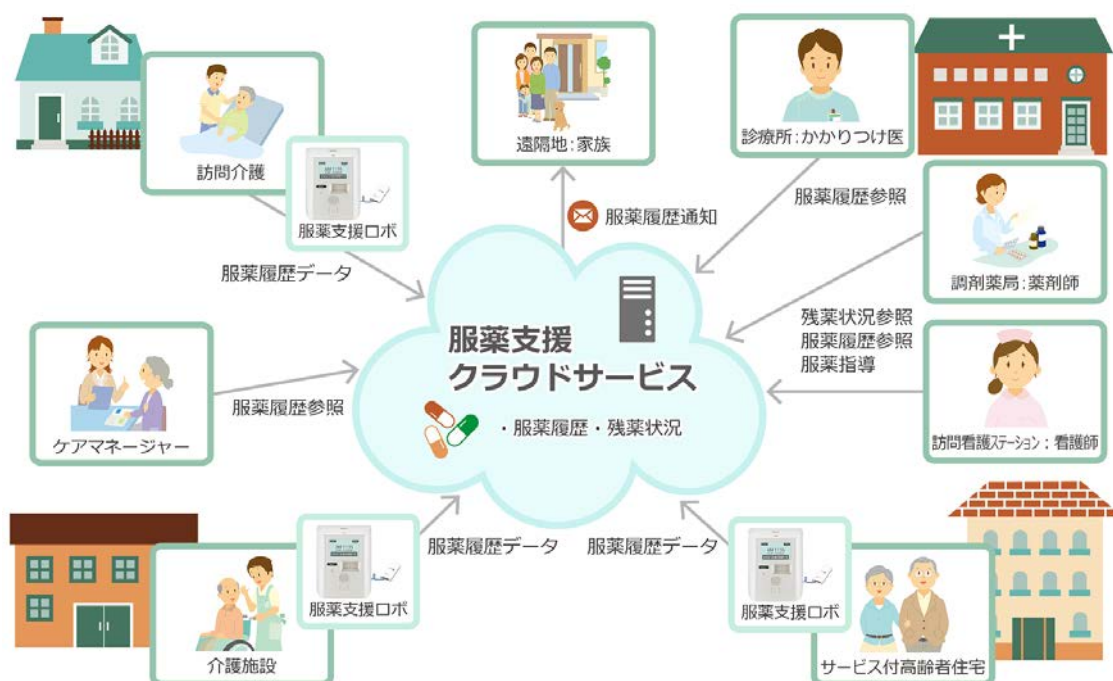 訪問介護
服薬支援ロボ
服薬履歴データ
遠隔地:家族
服薬履歴通知
診療所:かかりつけ医
服薬履歴参照
調剤薬局:薬剤師
残薬状況参照
服薬履歴参照
服薬指導
訪問看護ステーション:看護師
服薬支援
クラウドサービス
・服薬履歴・残薬状況
服薬履歴参照
ケアマネージャー
服薬支援ロボ
服薬履歴データ
介護施設
服薬履歴データ
服薬支援ロボ
サービス付高齢者住宅